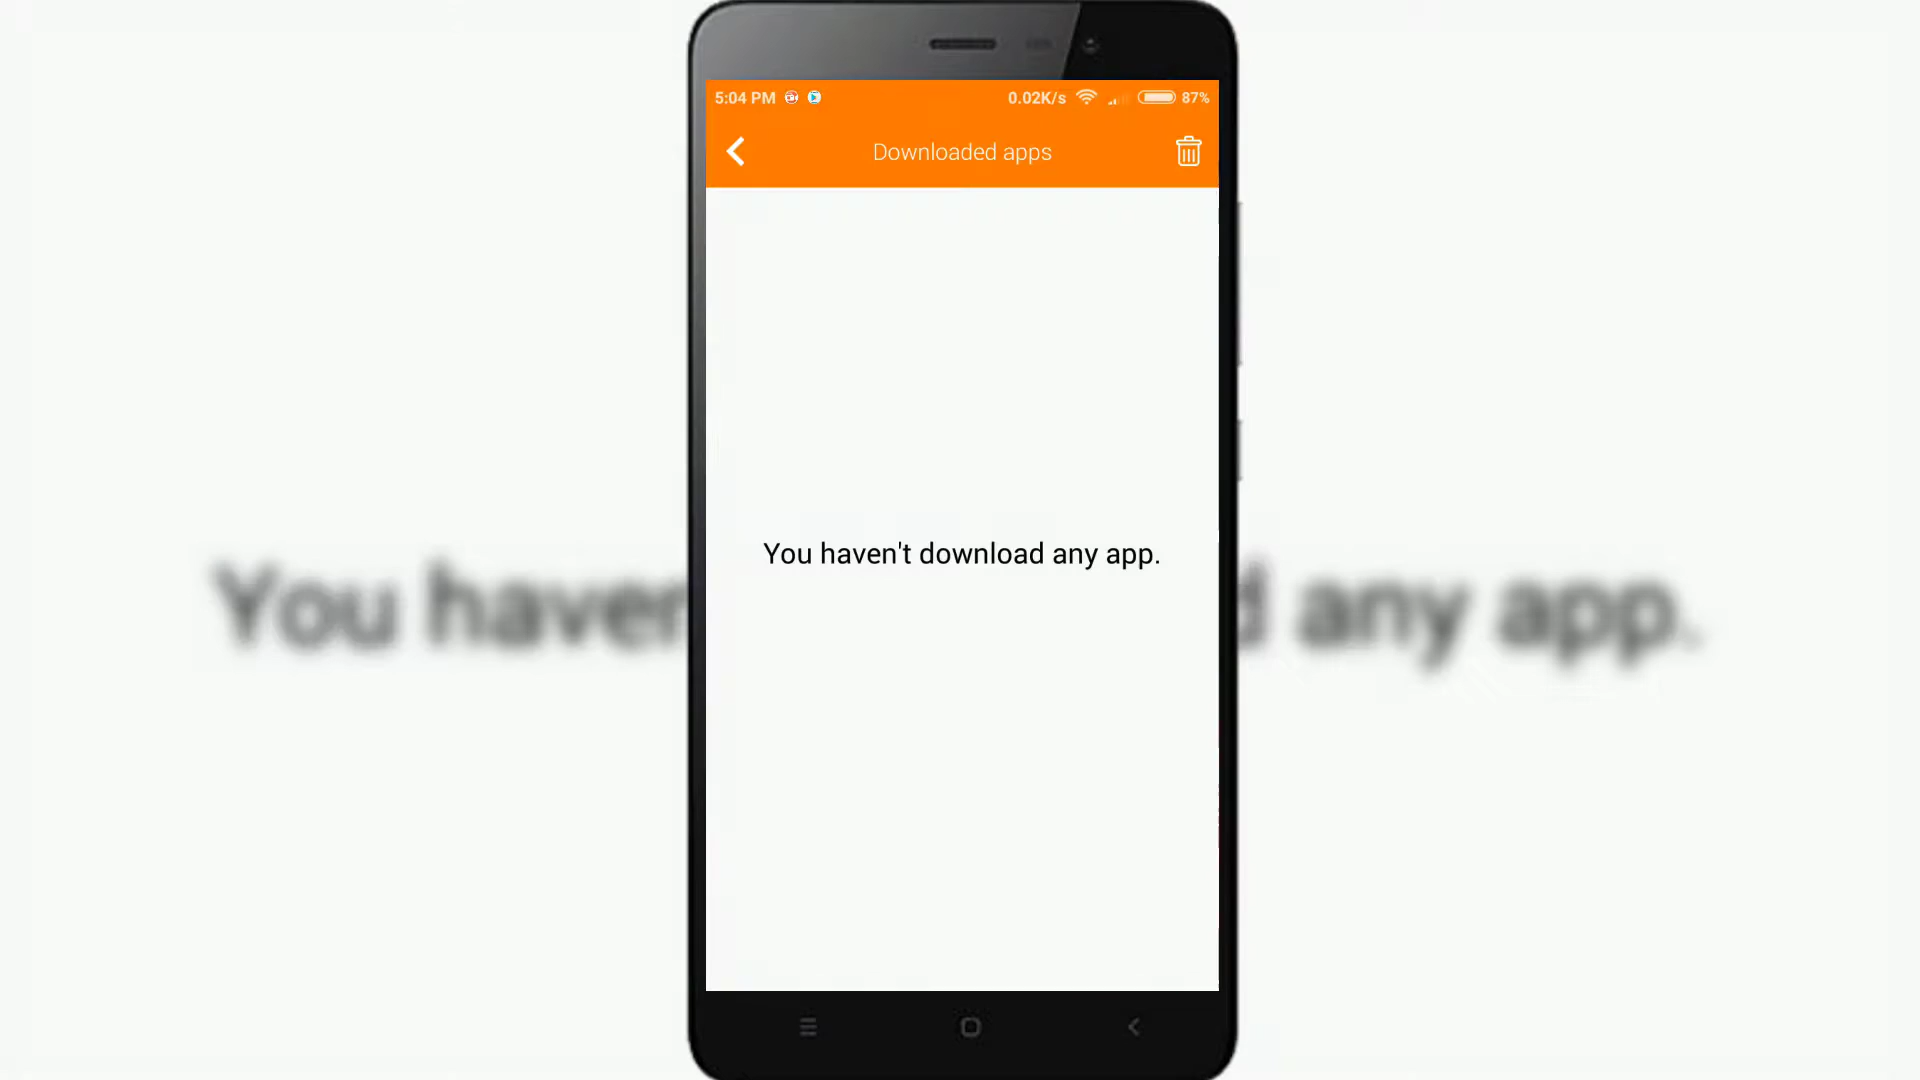 5:04 PM 0.02K/s 87%
Downloaded apps
You haven't download any app.
You haven d any app.